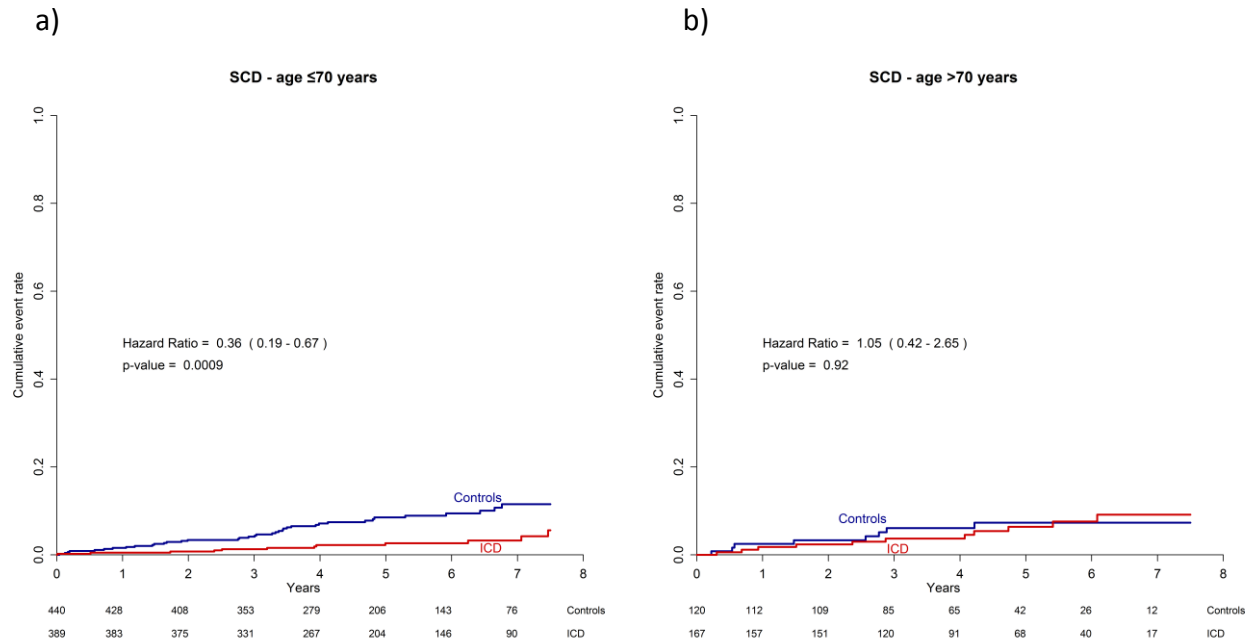 a)
SCD - age ≤70 years
Cumulative event rate
1.0
0.8
0.6
0.4
0.2
0.0
Hazard Ratio = 0.36 ( 0.19 - 0.67 )
p-value = 0.0009
Controls
ICD
0 1 2 3 4 5 6 7 8
Years
440 428 408 353 279 206 143 76 Controls
389 383 375 331 267 204 146 90 ICD
b)
SCD - age >70 years
Cumulative event rate
1.0
0.8
0.6
0.4
0.2
0.0
Hazard Ratio = 1.05 ( 0.42 - 2.65 )
p-value = 0.92
Controls
ICD
0 1 2 3 4 5 6 7 8
Years
120 112 109 85 65 42 26 12 Controls
167 157 151 120 91 68 40 17 ICD